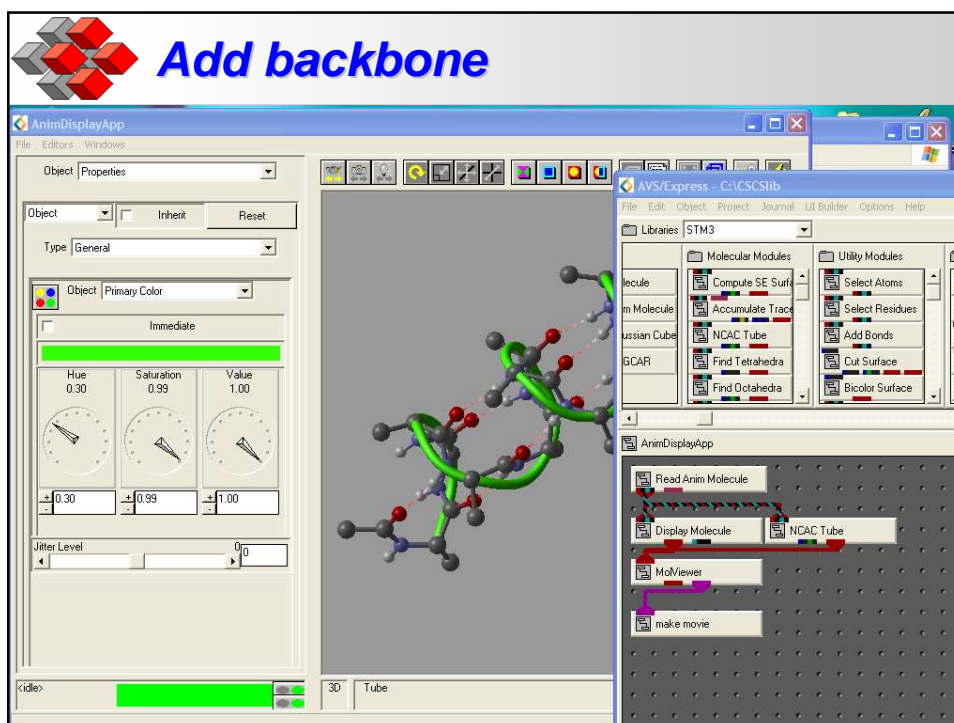 Add backbone
AnimDisplayApp
File Editors Windows
Object Properties
Object Inherit Reset
Type General
Object Primary Color
Immediate
Hue Saturation Value
0.30 0.99 1.00
+ 0.30 + 0.99 + 1.00
- - -
Jitter Level 0 0
<idle>
3D Tube
AVS/Express - C:\CSCSlib
File Edit Object Project Journal UI Builder Options Help
Libraries STM3
Molecular Modules
Utility Modules
lecule
m Molecule
ussian Cube
GCAR
Compute SE Surfa
Accumulate Trace
NCAC Tube
Find Tetrahedra
Find Octahedra
Select Atoms
Select Residues
Add Bonds
Cut Surface
Bicolor Surface
AnimDisplayApp
Read Anim Molecule
Display Molecule NCAC Tube
MolViewer
make movie